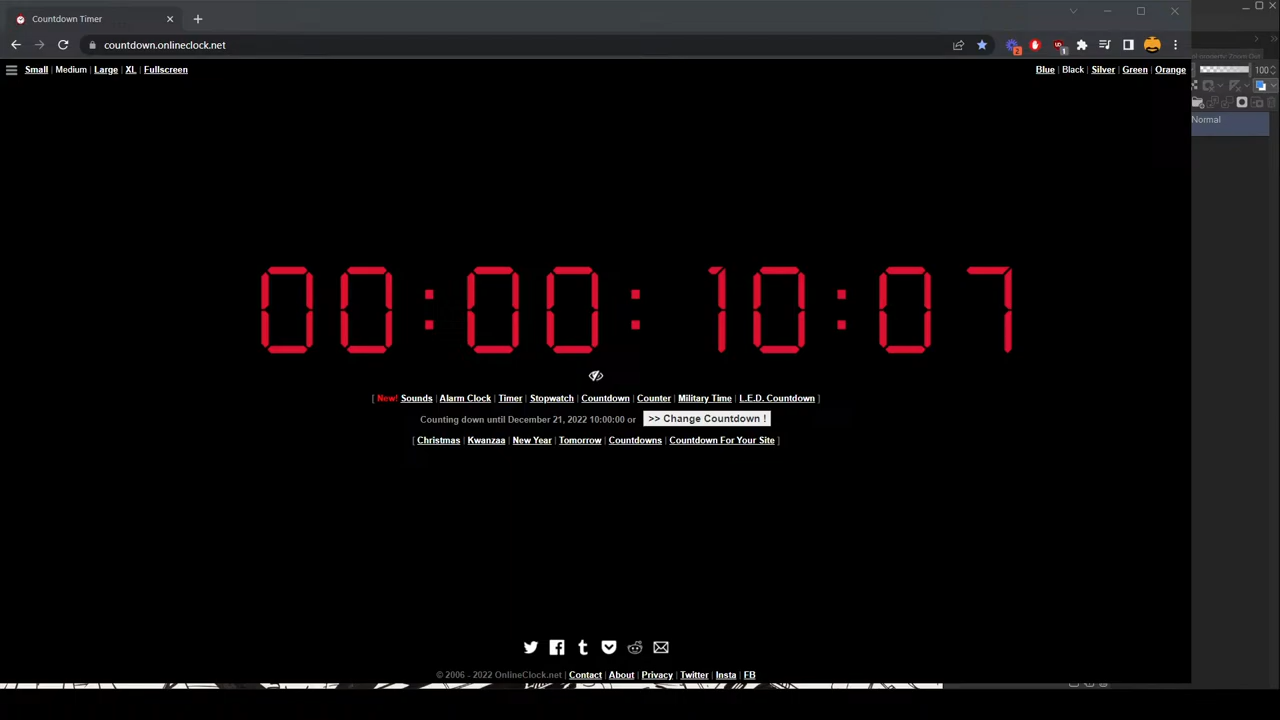 Countdown Timer
countdown.onlineclock.net
Small | Medium | Large | XL | Fullscreen
Blue | Black | Silver | Green | Orange
100
Normal
00:00:10:07
[ New! Sounds | Alarm Clock | Timer | Stopwatch | Countdown | Counter | Military Time | L.E.D. Countdown ]
Counting down until December 21, 2022 10:00:00 or >> Change Countdown !
[ Christmas | Kwanzaa | New Year | Tomorrow | Countdowns | Countdown For Your Site ]
© 2006 - 2022 OnlineClock.net | Contact | About | Privacy | Twitter | Insta | FB